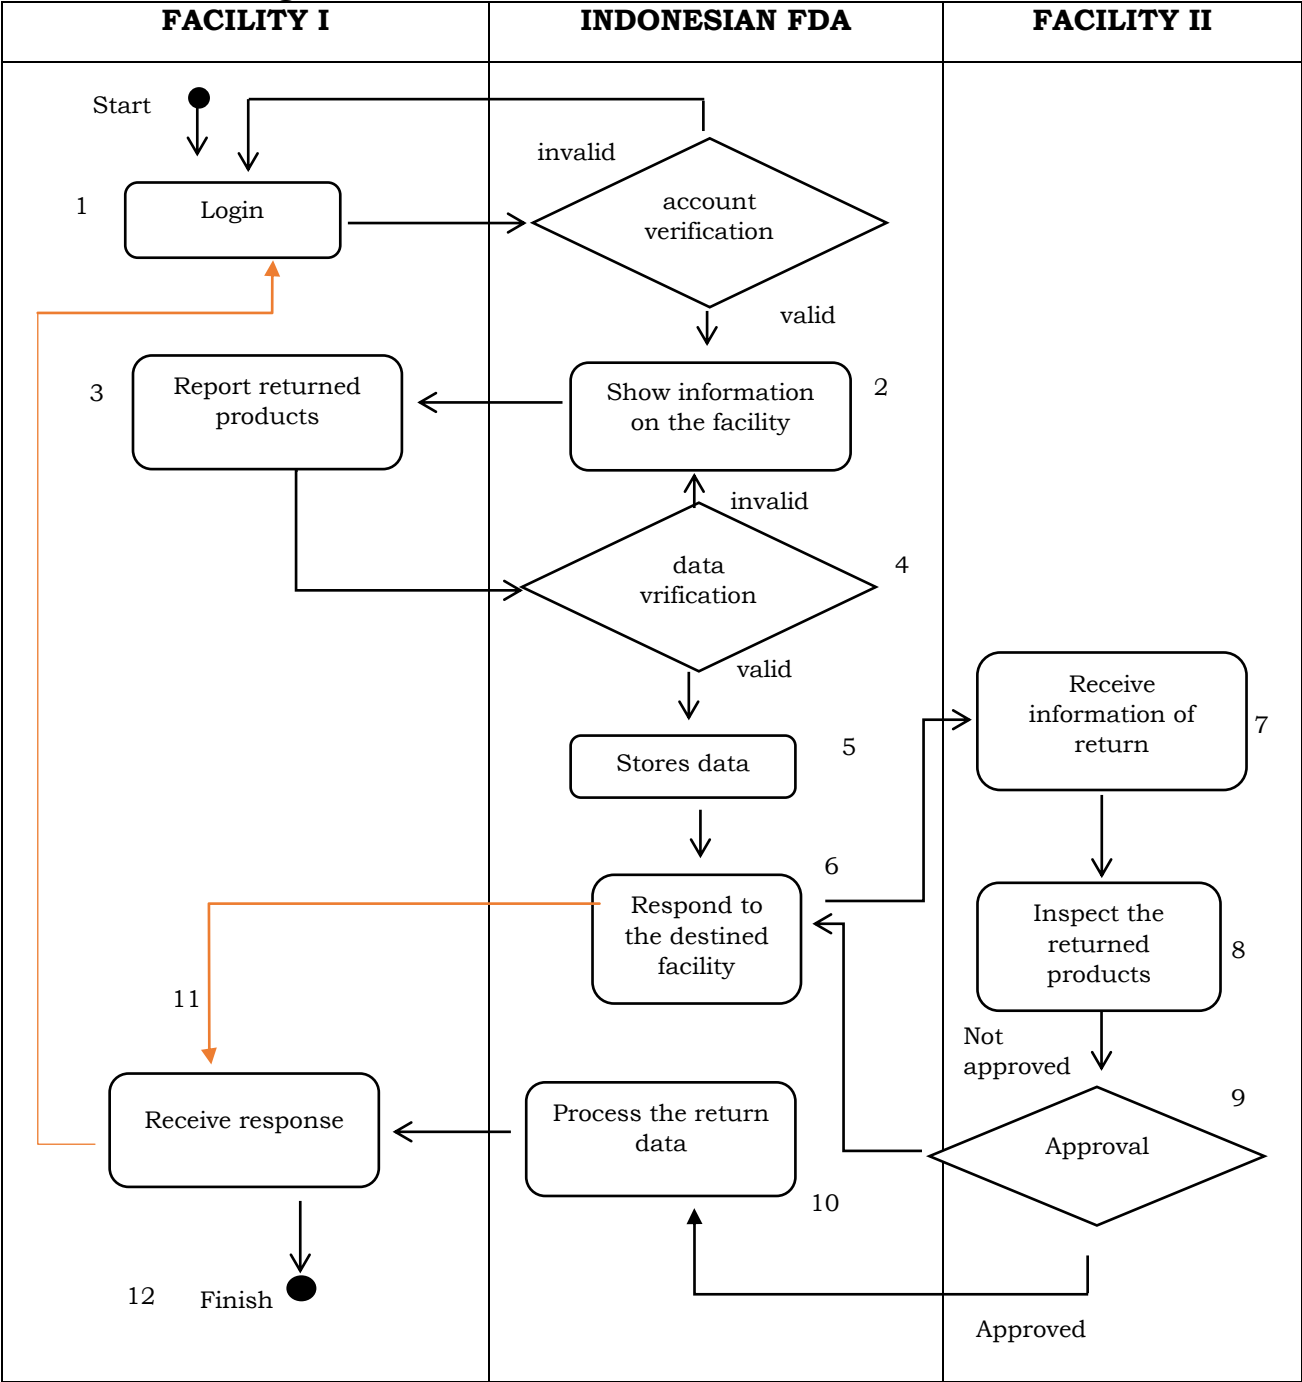 FACILITY I
INDONESIAN FDA
FACILITY II
Start
invalid
account
verification
1
Login
valid
3
Report returned
products
Show information
on the facility
2
invalid
data
vrification
4
valid
Receive
information of
return
7
Stores data
5
6
Respond to
the destined
facility
Inspect the
returned
products
8
11
Not
approved
Receive response
Process the return
data
10
Approval
9
12
Finish
Approved